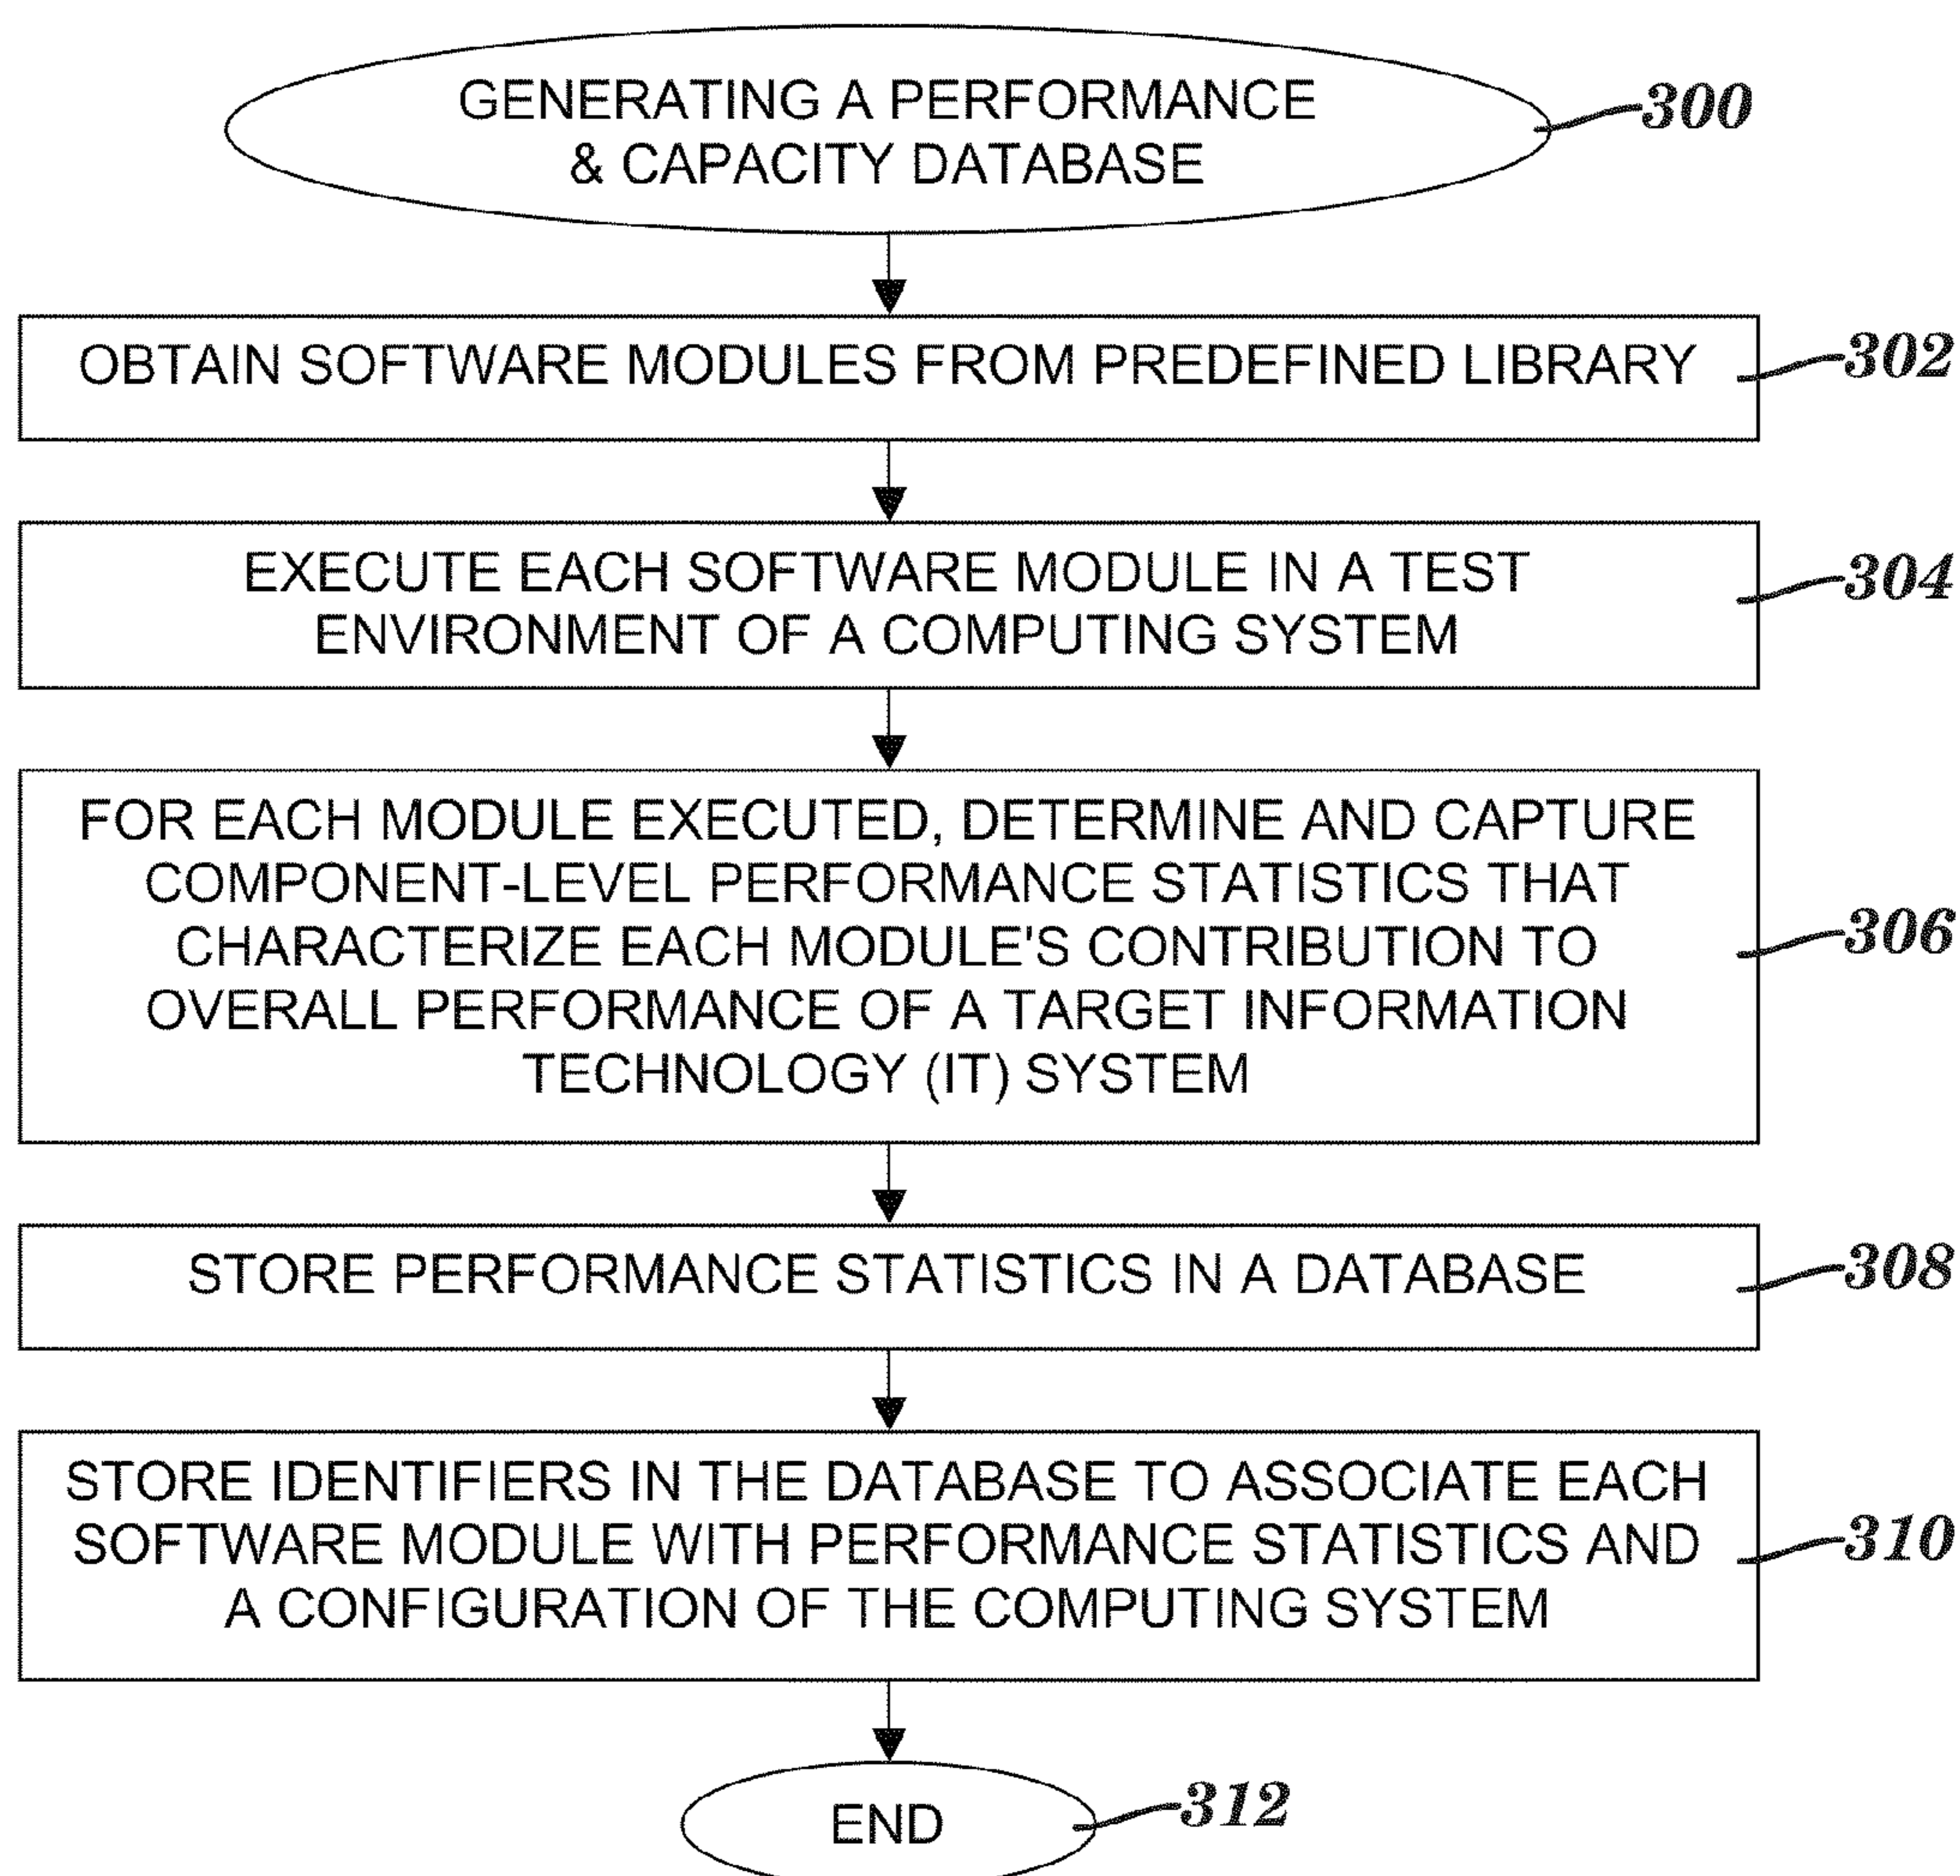 GENERATING A PERFORMANCE
& CAPACITY DATABASE
300
OBTAIN SOFTWARE MODULES FROM PREDEFINED LIBRARY
302
EXECUTE EACH SOFTWARE MODULE IN A TEST
ENVIRONMENT OF A COMPUTING SYSTEM
304
FOR EACH MODULE EXECUTED, DETERMINE AND CAPTURE
COMPONENT-LEVEL PERFORMANCE STATISTICS THAT
CHARACTERIZE EACH MODULE'S CONTRIBUTION TO
OVERALL PERFORMANCE OF A TARGET INFORMATION
TECHNOLOGY (IT) SYSTEM
306
STORE PERFORMANCE STATISTICS IN A DATABASE
308
STORE IDENTIFIERS IN THE DATABASE TO ASSOCIATE EACH
SOFTWARE MODULE WITH PERFORMANCE STATISTICS AND
A CONFIGURATION OF THE COMPUTING SYSTEM
310
END
312